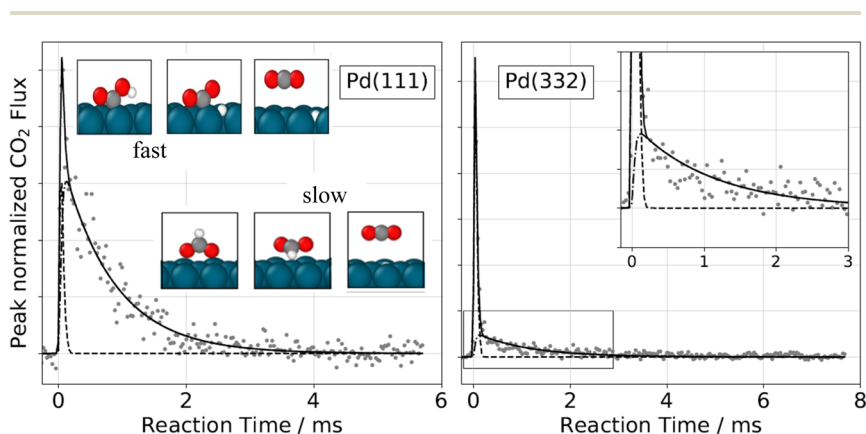 Peak normalized CO₂ Flux
Pd(111)
fast
slow
0 2 4 6
Reaction Time / ms
Pd(332)
0 1 2 3
0 2 4 6 8
Reaction Time / ms